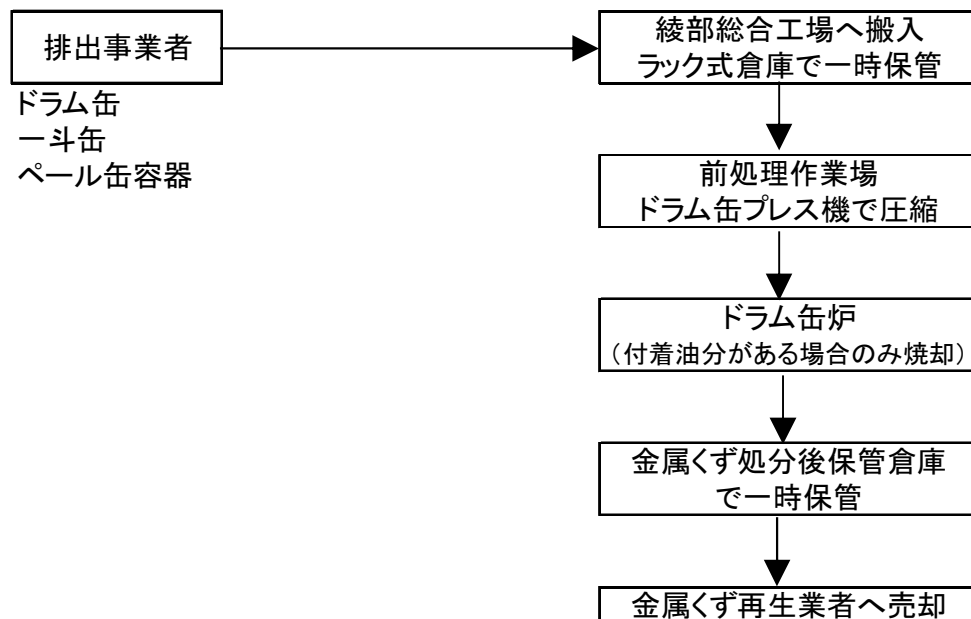 排出事業者
ドラム缶
一斗缶
ペール缶容器
綾部総合工場へ搬入
ラック式倉庫で一時保管
前処理作業場
ドラム缶プレス機で圧縮
ドラム缶炉
（付着油分がある場合のみ焼却）
金属くず処分後保管倉庫
で一時保管
金属くず再生業者へ売却